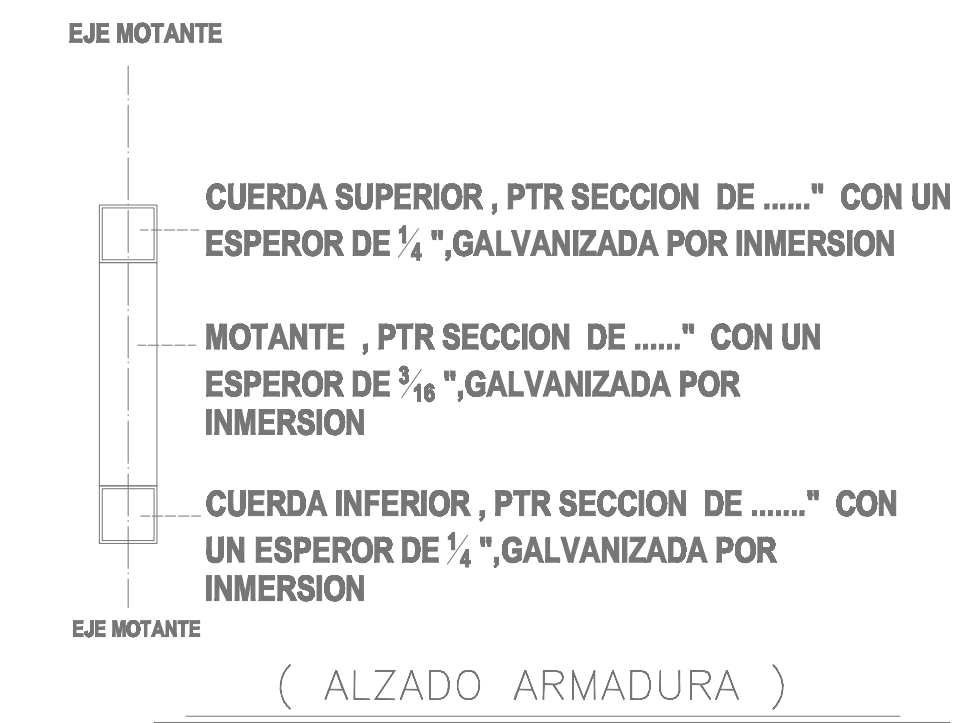 EJE MOTANTE
CUERDA SUPERIOR , PTR SECCION DE ......" CON UN
ESPEROR DE 1/4 ",GALVANIZADA POR INMERSION
MOTANTE , PTR SECCION DE ......" CON UN
ESPEROR DE 3/16 ",GALVANIZADA POR
INMERSION
CUERDA INFERIOR , PTR SECCION DE ......." CON
UN ESPEROR DE 1/4 ",GALVANIZADA POR
INMERSION
EJE MOTANTE
( ALZADO ARMADURA )